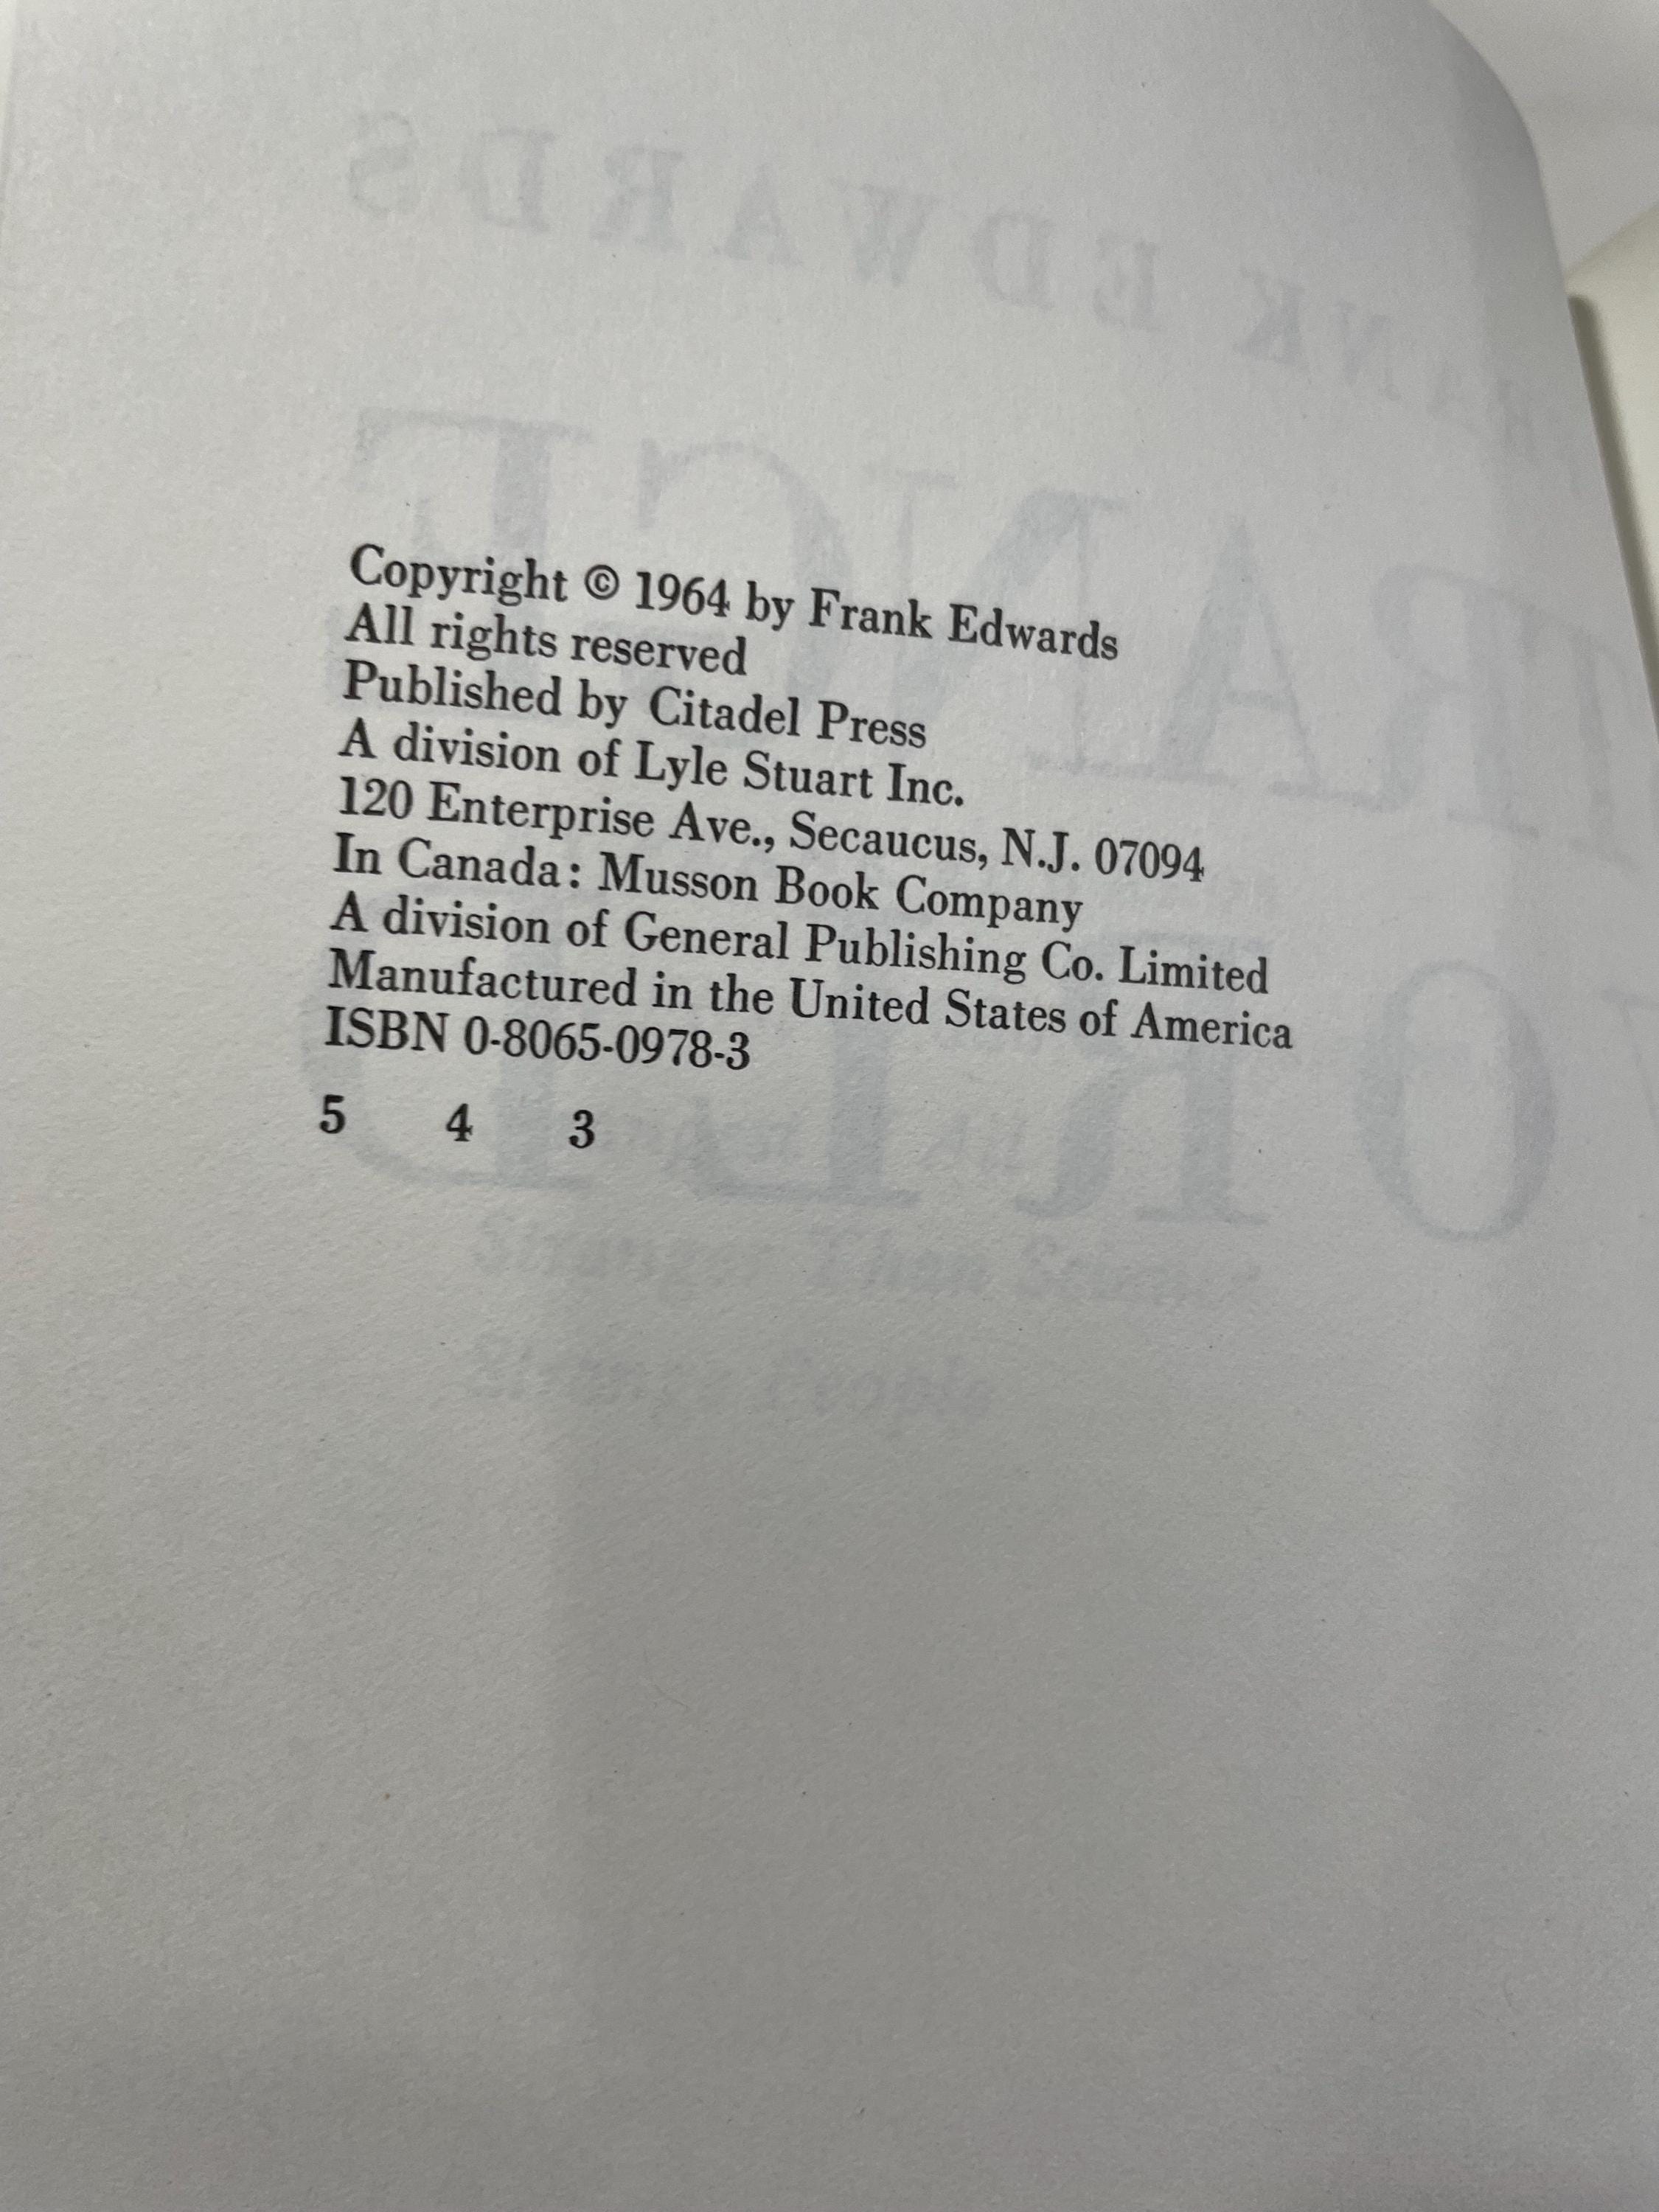 Copyright © 1964 by Frank Edwards
All rights reserved
Published by Citadel Press
A division of Lyle Stuart Inc.
120 Enterprise Ave., Secaucus, N.J. 07094
In Canada: Musson Book Company
A division of General Publishing Co. Limited
Manufactured in the United States of America
ISBN 0-8065-0978-3
5 4 3